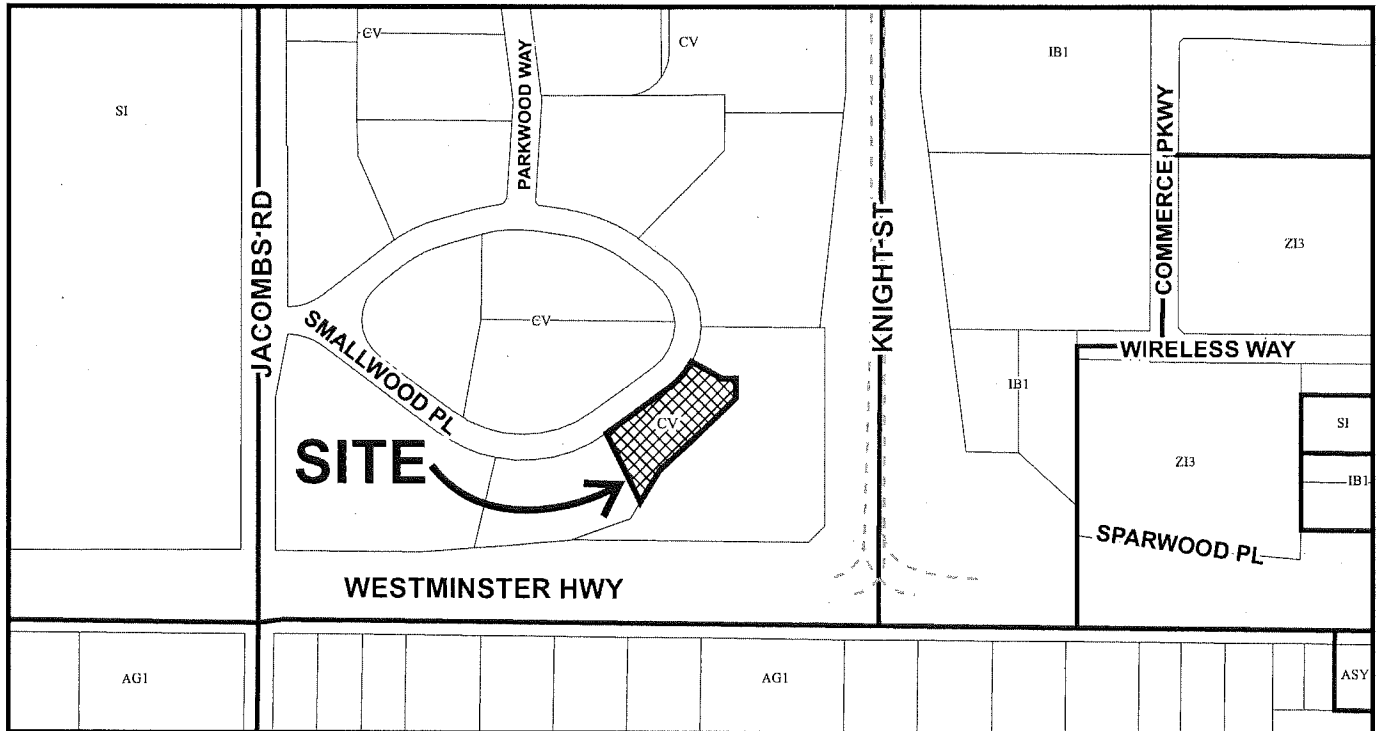 CV
CV
IB1
SI
PARKWOOD WAY
COMMERCE PKWY
JACOMBS RD
KNIGHT ST
ZI3
CV
SMALLWOOD PL
WIRELESS WAY
IB1
CV
SI
SITE
ZI3
IB1
SPARWOOD PL
WESTMINSTER HWY
AG1
AG1
ASY